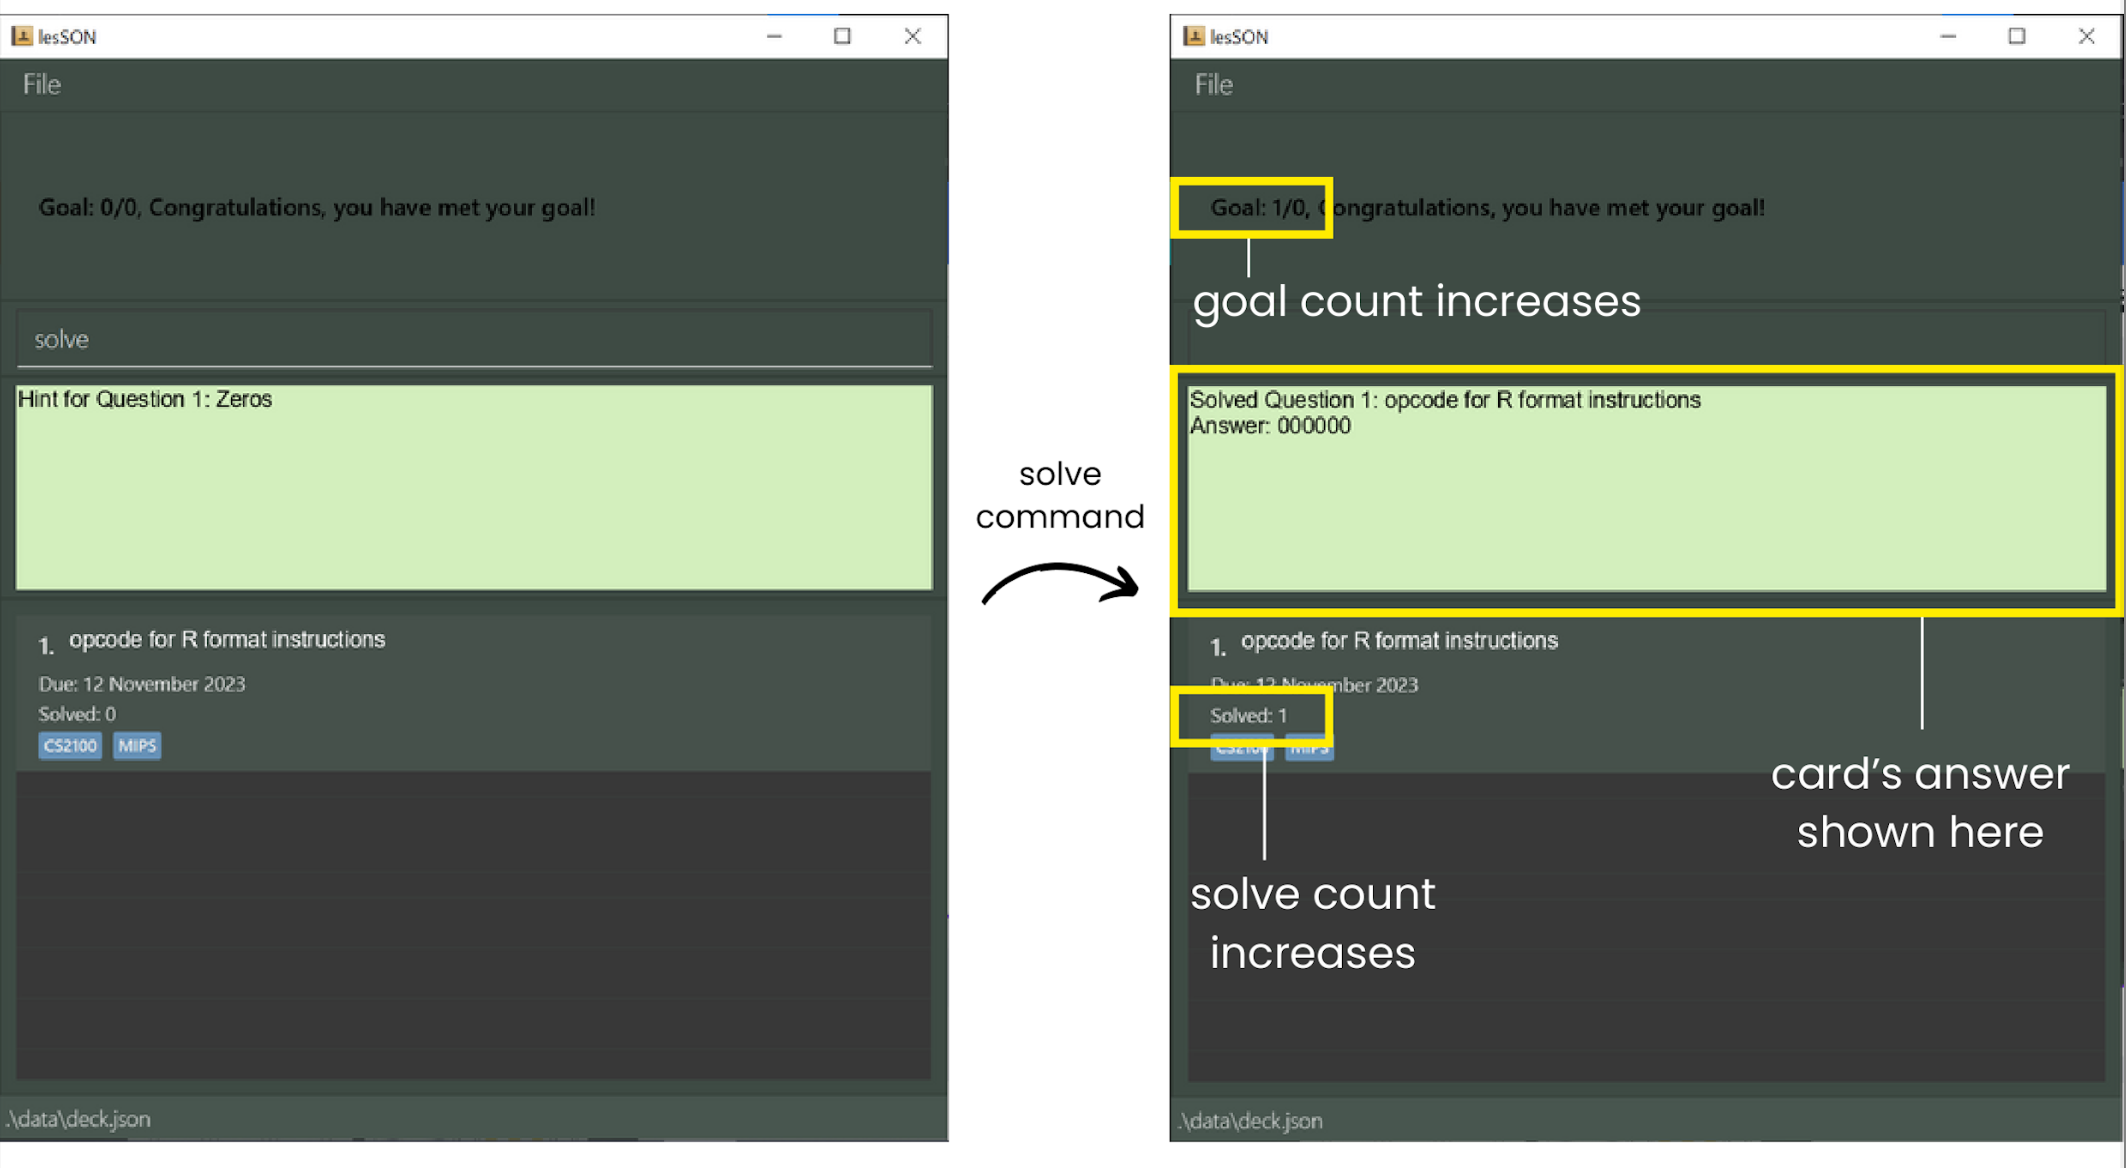 lesSON
File
Goal: 0/0, Congratulations, you have met your goal!
solve
Hint for Question 1: Zeros
1. opcode for R format instructions
Due: 12 November 2023
Solved: 0
CS2100 MIPS
.\data\deck.json
solve
command
lesSON
File
Goal: 1/0, Congratulations, you have met your goal!
goal count increases
Solved Question 1: opcode for R format instructions
Answer: 000000
1. opcode for R format instructions
Due: 12 November 2023
Solved: 1
CS2100 MIPS
card’s answer
shown here
solve count
increases
.\data\deck.json